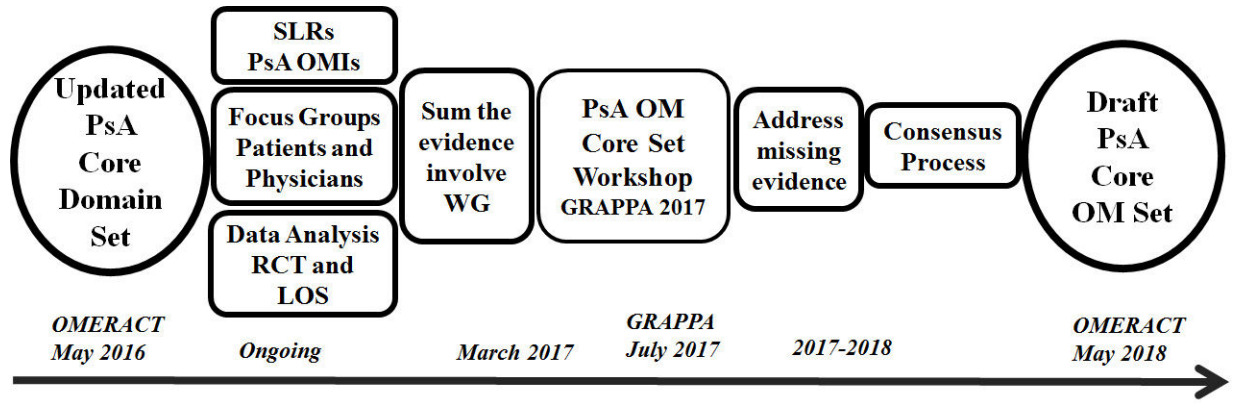 Updated
PsA
Core
Domain
Set
SLRs
PsA OMIs
Focus Groups
Patients and
Physicians
Data Analysis
RCT and
LOS
Sum the
evidence
involve
WG
PsA OM
Core Set
Workshop
GRAPPA 2017
Address
missing
evidence
Consensus
Process
Draft
PsA
Core
OM Set
OMERACT
May 2016
Ongoing
March 2017
GRAPPA
July 2017
2017-2018
OMERACT
May 2018